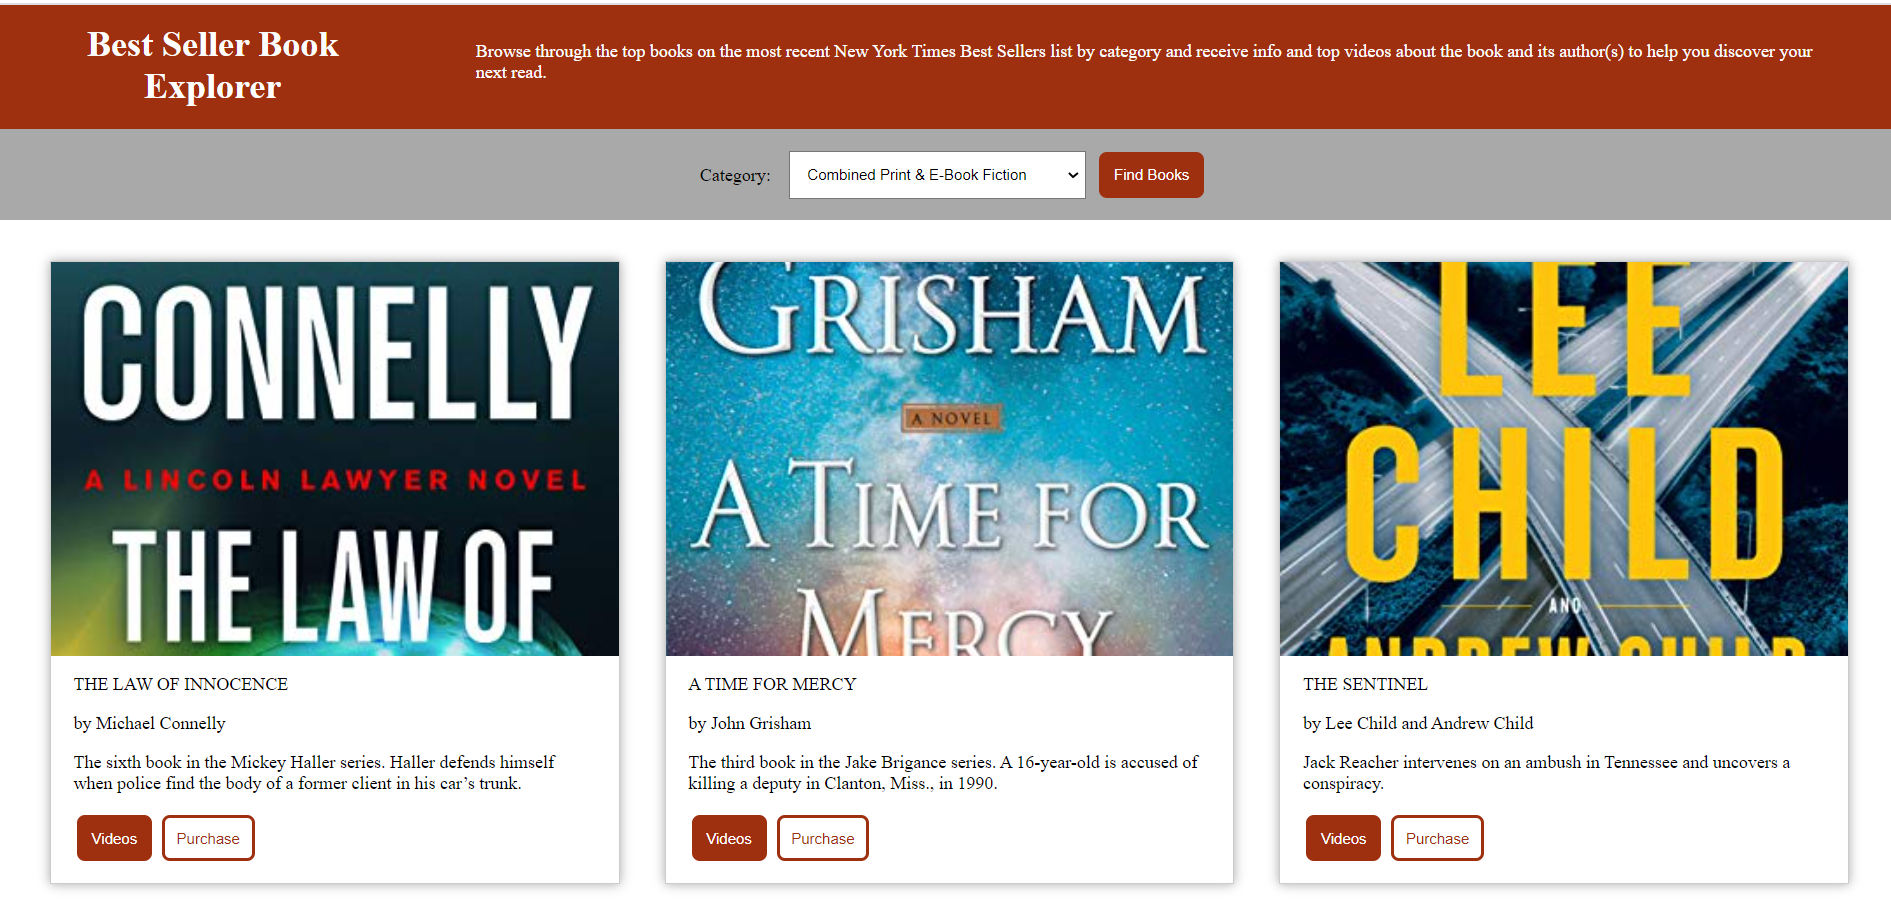 Best Seller Book
Explorer
Browse through the top books on the most recent New York Times Best Sellers list by category and receive info and top videos about the book and its author(s) to help you discover your
next read.
Category:
Combined Print & E-Book Fiction
Find Books
CONNELLY
A LINCOLN LAWYER NOVEL
THE LAW OF
THE LAW OF INNOCENCE
by Michael Connelly
The sixth book in the Mickey Haller series. Haller defends himself
when police find the body of a former client in his car’s trunk.
Videos
Purchase
GRISHAM
A NOVEL
A TIME FOR
MERCY
A TIME FOR MERCY
by John Grisham
The third book in the Jake Brigance series. A 16-year-old is accused of
killing a deputy in Clanton, Miss., in 1990.
Videos
Purchase
LEE
CHILD
AND
ANDREW CHILD
THE SENTINEL
by Lee Child and Andrew Child
Jack Reacher intervenes on an ambush in Tennessee and uncovers a
conspiracy.
Videos
Purchase